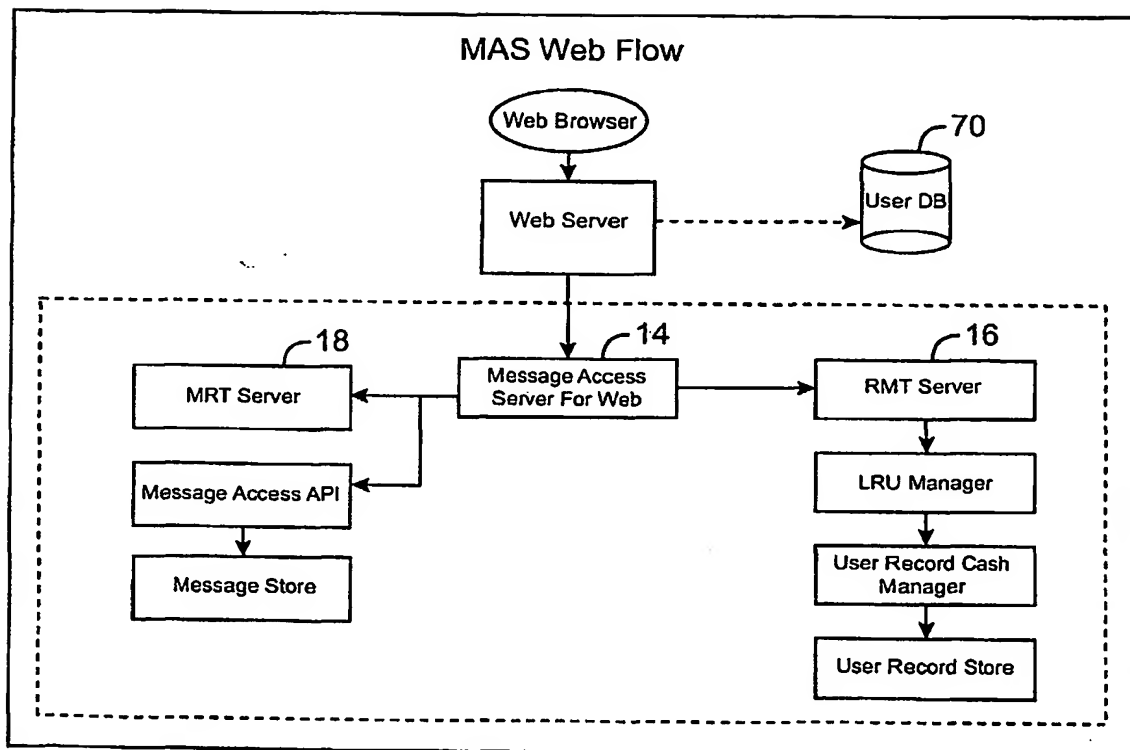 MAS Web Flow
Web Browser
70
User DB
Web Server
18
14
16
MRT Server
Message Access
Server For Web
RMT Server
Message Access API
LRU Manager
Message Store
User Record Cash
Manager
User Record Store